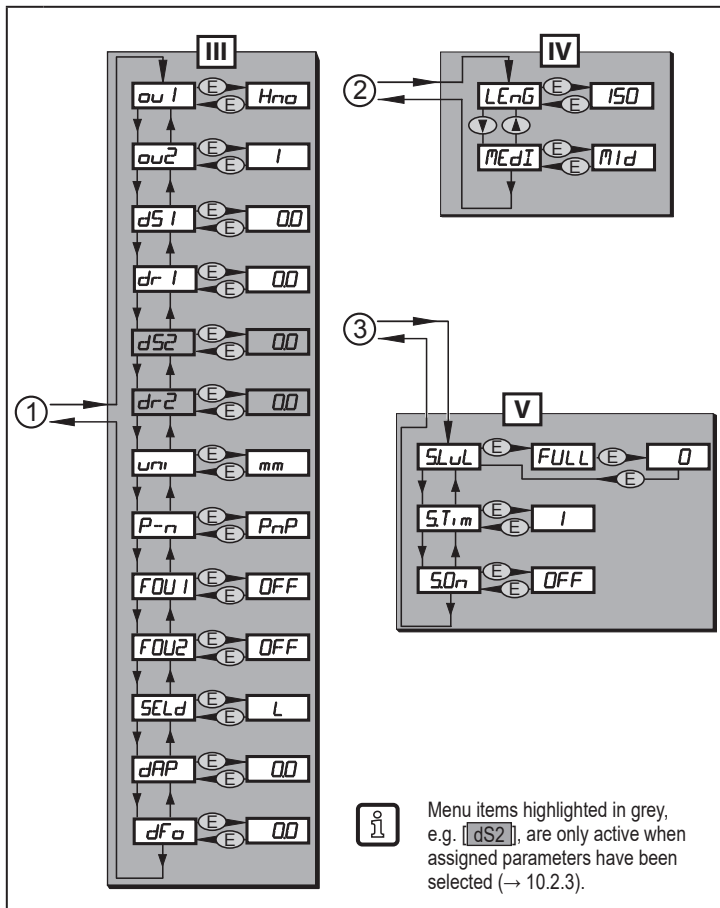 III
ou1 E Hno
E
ou2 E I
E
dS1 E 0.0
E
dr1 E 0.0
E
dS2 E 0.0
E
dr2 E 0.0
E
uni E mm
E
P-n E PnP
E
FOU1 E OFF
E
FOU2 E OFF
E
SELd E L
E
dAP E 0.0
E
dFo E 0.0
E
1
IV
2
LEnG E 150
E
▼ ▲
MEdI E MId
E
3
V
S.LvL E FULL E 0
E
S.Tim E 1
E
S.On E OFF
E
i
Menu items highlighted in grey,
e.g. [ dS2 ], are only active when
assigned parameters have been
selected (→ 10.2.3).